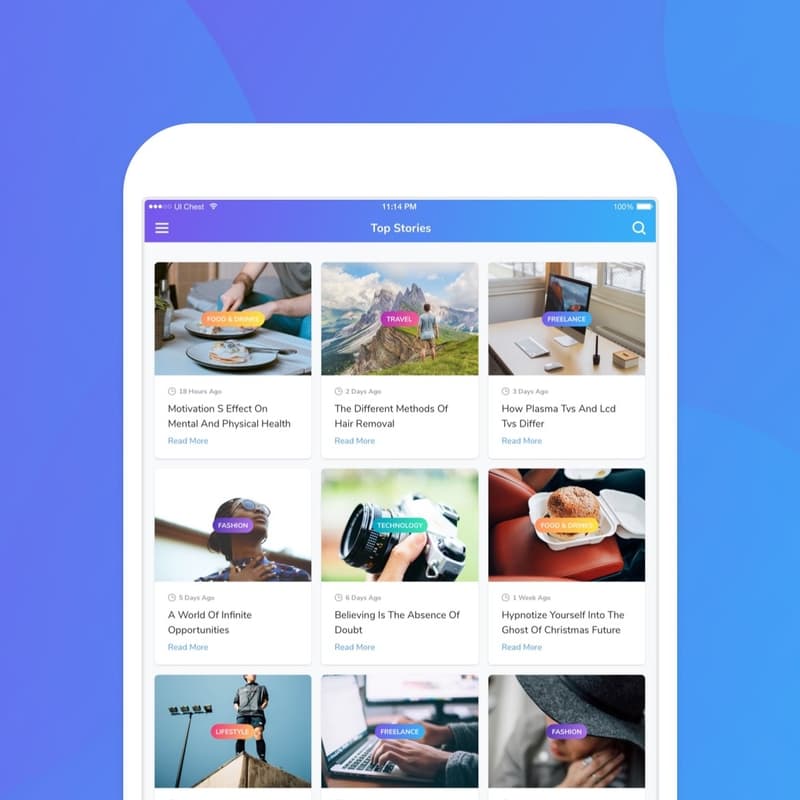 UI Chest
11:14 PM
100%
Top Stories
FOOD & DRINKS
TRAVEL
FREELANCE
18 Hours Ago
2 Days Ago
3 Days Ago
Motivation S Effect On
Mental And Physical Health
Read More
The Different Methods Of
Hair Removal
Read More
How Plasma Tvs And Lcd
Tvs Differ
Read More
FASHION
TECHNOLOGY
FOOD & DRINKS
5 Days Ago
6 Days Ago
1 Week Ago
A World Of Infinite
Opportunities
Read More
Believing Is The Absence Of
Doubt
Read More
Hypnotize Yourself Into The
Ghost Of Christmas Future
Read More
LIFESTYLE
FREELANCE
FASHION